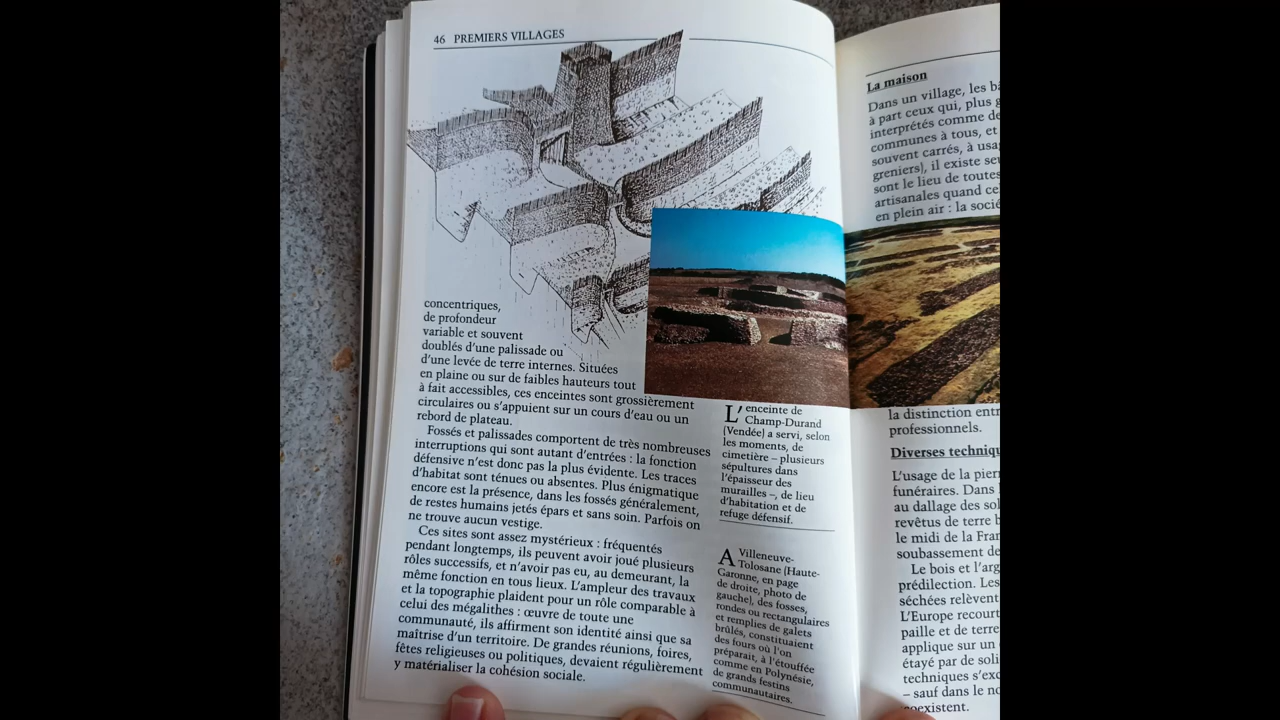 46 PREMIERS VILLAGES
concentriques,
de profondeur
variable et souvent
doublés d'une palissade ou
d'une levée de terre internes. Situées
en plaine ou sur de faibles hauteurs tout
à fait accessibles, ces enceintes sont grossièrement
circulaires ou s'appuient sur un cours d'eau ou un
rebord de plateau.
Fossés et palissades comportent de très nombreuses
interruptions qui sont autant d'entrées : la fonction
défensive n'est donc pas la plus évidente. Les traces
d'habitat sont ténues ou absentes. Plus énigmatique
encore est la présence, dans les fossés généralement,
de restes humains jetés épars et sans soin. Parfois on
ne trouve aucun vestige.
Ces sites sont assez mystérieux : fréquentés
pendant longtemps, ils peuvent avoir joué plusieurs
rôles successifs, et n'avoir pas eu, au demeurant, la
même fonction en tous lieux. L'ampleur des travaux
et la topographie plaident pour un rôle comparable à
celui des mégalithes : œuvre de toute une
communauté, ils affirment son identité ainsi que sa
maîtrise d'un territoire. De grandes réunions, foires,
fêtes religieuses ou politiques, devaient régulièrement
y matérialiser la cohésion sociale.
L'enceinte de
Champ-Durand
(Vendée) a servi, selon
les moments, de
cimetière – plusieurs
sépultures dans
l'épaisseur des
murailles –, de lieu
d'habitation et de
refuge défensif.
A Villeneuve-
Tolosane (Haute-
Garonne, en page
de droite, photo de
gauche), des fosses,
rondes ou rectangulaires
et remplies de galets
brûlés, constituaient
des fours où l'on
préparait, à l'étouffée
comme en Polynésie,
de grands festins
communautaires.
La maison
Dans un village, les
à part ceux qui, plus
interprétés comme
communes à tous, et
souvent carrés, à
greniers), il existe
sont le lieu de toutes
artisanales quand
en plein air : la
la distinction
professionnels.
Diverses
L'usage de la
funéraires. Dans
au dallage des
revêtus de terre
le midi de la
soubassement
Le bois et
prédilection. Les
séchées relèvent
L'Europe
paille et de terre
applique sur un
étayé par de
techniques
– sauf dans le
coexistent.